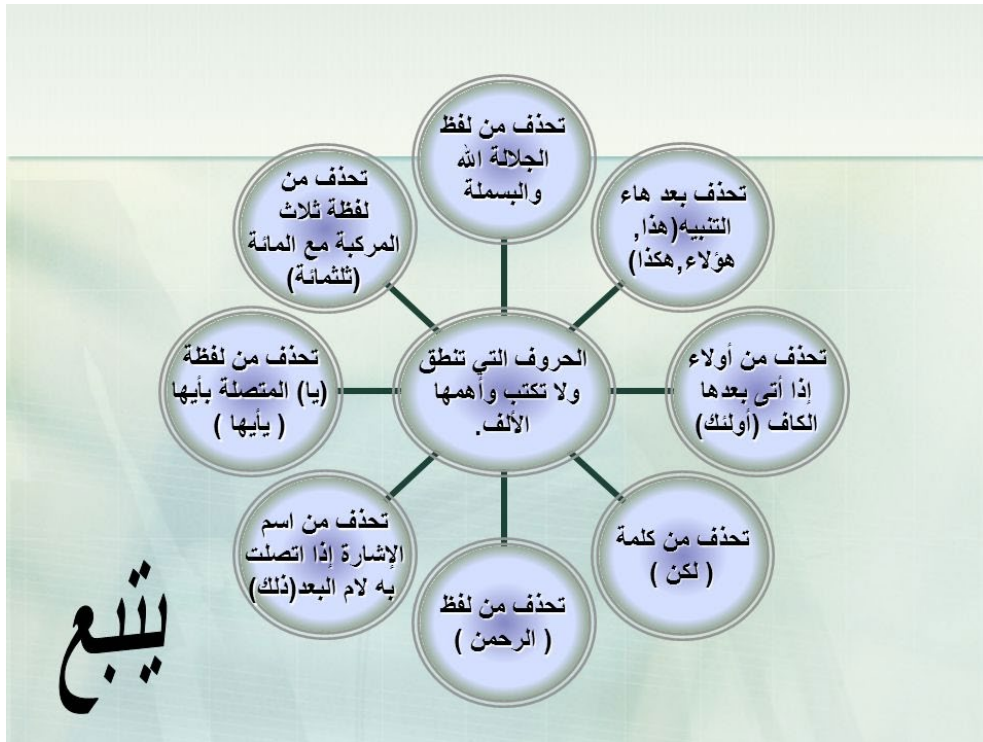 تحذف من لفظ
الجلالة الله
والبسملة
تحذف بعد هاء
التنبيه(هذا,
هؤلاء,هكذا)
تحذف من أولاء
إذا أتى بعدها
الكاف (أولئك)
تحذف من كلمة
( لكن )
تحذف من لفظ
( الرحمن )
تحذف من اسم
الإشارة إذا اتصلت
به لام البعد(ذلك)
تحذف من لفظة
(يا) المتصلة بأيها
( يأيها )
تحذف من
لفظة ثلاث
المركبة مع المائة
(ثلثمائة)
الحروف التي تنطق
ولا تكتب وأهمها
الألف.
يتبع